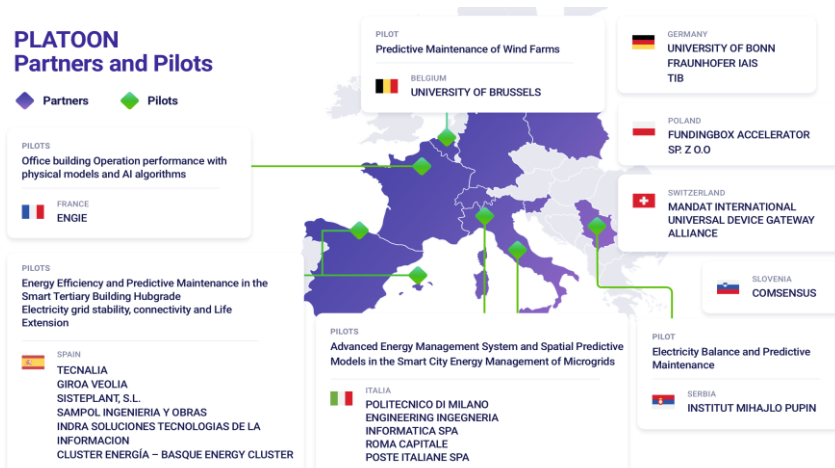 PLATOON
Partners and Pilots
Partners
Pilots
PILOTS
Office building Operation performance with
physical models and AI algorithms
FRANCE
ENGIE
PILOTS
Energy Efficiency and Predictive Maintenance in the
Smart Tertiary Building Hubgrade
Electricity grid stability, connectivity and Life
Extension
SPAIN
TECNALIA
GIROA VEOLIA
SISTEPLANT, S.L.
SAMPOL INGENIERIA Y OBRAS
INDRA SOLUCIONES TECNOLOGIAS DE LA
INFORMACION
CLUSTER ENERGÍA – BASQUE ENERGY CLUSTER
PILOT
Predictive Maintenance of Wind Farms
BELGIUM
UNIVERSITY OF BRUSSELS
PILOTS
Advanced Energy Management System and Spatial Predictive
Models in the Smart City Energy Management of Microgrids
ITALIA
POLITECNICO DI MILANO
ENGINEERING INGEGNERIA
INFORMATICA SPA
ROMA CAPITALE
POSTE ITALIANE SPA
GERMANY
UNIVERSITY OF BONN
FRAUNHOFER IAIS
TIB
POLAND
FUNDINGBOX ACCELERATOR
SP. Z O.O
SWITZERLAND
MANDAT INTERNATIONAL
UNIVERSAL DEVICE GATEWAY
ALLIANCE
SLOVENIA
COMSENSUS
PILOT
Electricity Balance and Predictive
Maintenance
SERBIA
INSTITUT MIHAJLO PUPIN